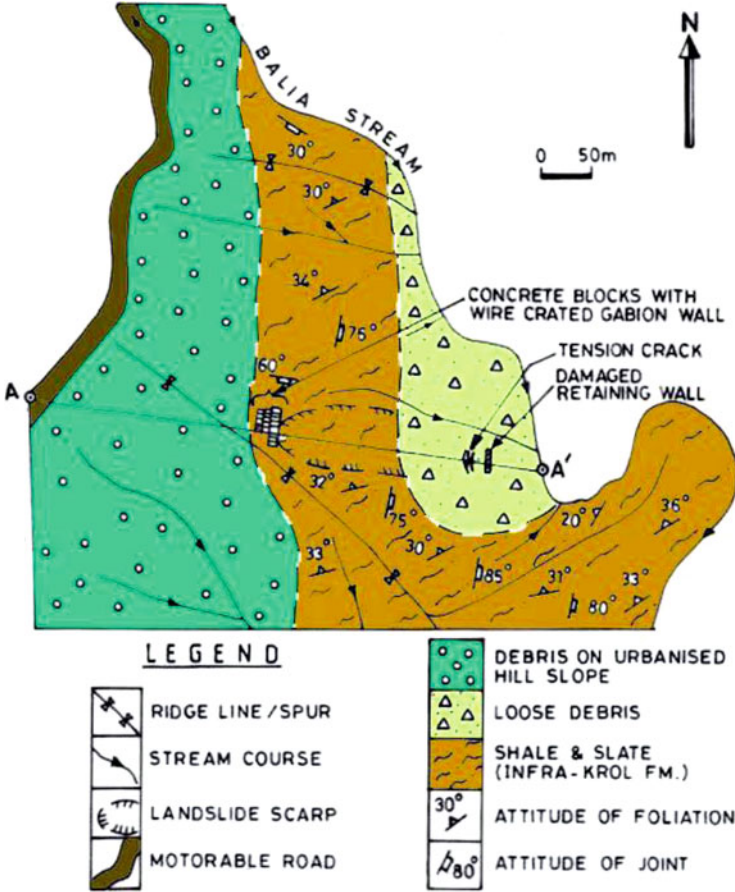 N
BALIA STREAM
0 50m
30°
30°
34°
76°
CONCRETE BLOCKS WITH
WIRE CRATED GABION WALL
TENSION CRACK
DAMAGED
RETAINING WALL
60°
A
A'
32°
75°
20°
36°
33°
30°
85°
31°
33°
80°
LEGEND
RIDGE LINE/SPUR
STREAM COURSE
LANDSLIDE SCARP
MOTORABLE ROAD
DEBRIS ON URBANISED
HILL SLOPE
LOOSE DEBRIS
SHALE & SLATE
(INFRA-KROL FM.)
30°
ATTITUDE OF FOLIATION
80°
ATTITUDE OF JOINT